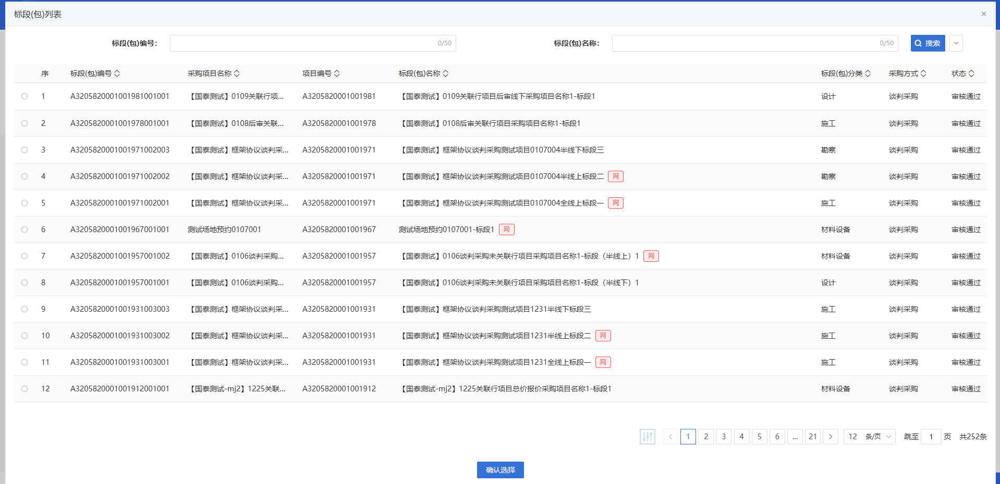 标段(包)列表
标段(包)编号： 0/50 标段(包)名称： 0/50 搜索
序 标段(包)编号 采购项目名称 项目编号 标段(包)名称 标段(包)分类 采购方式 状态
1 A3205820001001981001001 【国泰测试】0109关联行项... A3205820001001981 【国泰测试】0109关联行项目后审线下采购项目名称1-标段1 设计 谈判采购 审核通过
2 A3205820001001978001001 【国泰测试】0108后审关联... A3205820001001978 【国泰测试】0108后审关联行项目采购项目名称1-标段1 施工 谈判采购 审核通过
3 A3205820001001971002003 【国泰测试】框架协议谈判采... A3205820001001971 【国泰测试】框架协议谈判采购测试项目0107004半线下标段三 勘察 谈判采购 审核通过
4 A3205820001001971002002 【国泰测试】框架协议谈判采... A3205820001001971 【国泰测试】框架协议谈判采购测试项目0107004半线上标段二 网 勘察 谈判采购 审核通过
5 A3205820001001971002001 【国泰测试】框架协议谈判采... A3205820001001971 【国泰测试】框架协议谈判采购测试项目0107004全线上标段一 网 施工 谈判采购 审核通过
6 A3205820001001967001001 测试场地预约0107001 A3205820001001967 测试场地预约0107001-标段1 网 材料设备 谈判采购 审核通过
7 A3205820001001957001002 【国泰测试】0106谈判采购... A3205820001001957 【国泰测试】0106谈判采购未关联行项目采购项目名称1-标段（半线上）1 网 材料设备 谈判采购 审核通过
8 A3205820001001957001001 【国泰测试】0106谈判采购... A3205820001001957 【国泰测试】0106谈判采购未关联行项目采购项目名称1-标段（半线下）1 设计 谈判采购 审核通过
9 A3205820001001931003003 【国泰测试】框架协议谈判采... A3205820001001931 【国泰测试】框架协议谈判采购测试项目1231半线下标段三 施工 谈判采购 审核通过
10 A3205820001001931003002 【国泰测试】框架协议谈判采... A3205820001001931 【国泰测试】框架协议谈判采购测试项目1231半线上标段二 网 施工 谈判采购 审核通过
11 A3205820001001931003001 【国泰测试】框架协议谈判采... A3205820001001931 【国泰测试】框架协议谈判采购测试项目1231全线上标段一 网 施工 谈判采购 审核通过
12 A3205820001001912001001 【国泰测试-mj2】1225关联... A3205820001001912 【国泰测试-mj2】1225关联行项目总价报价采购项目名称1-标段1 材料设备 谈判采购 审核通过
1 2 3 4 5 6 ... 21 12 条/页 跳至 1 页 共252条
确认选择